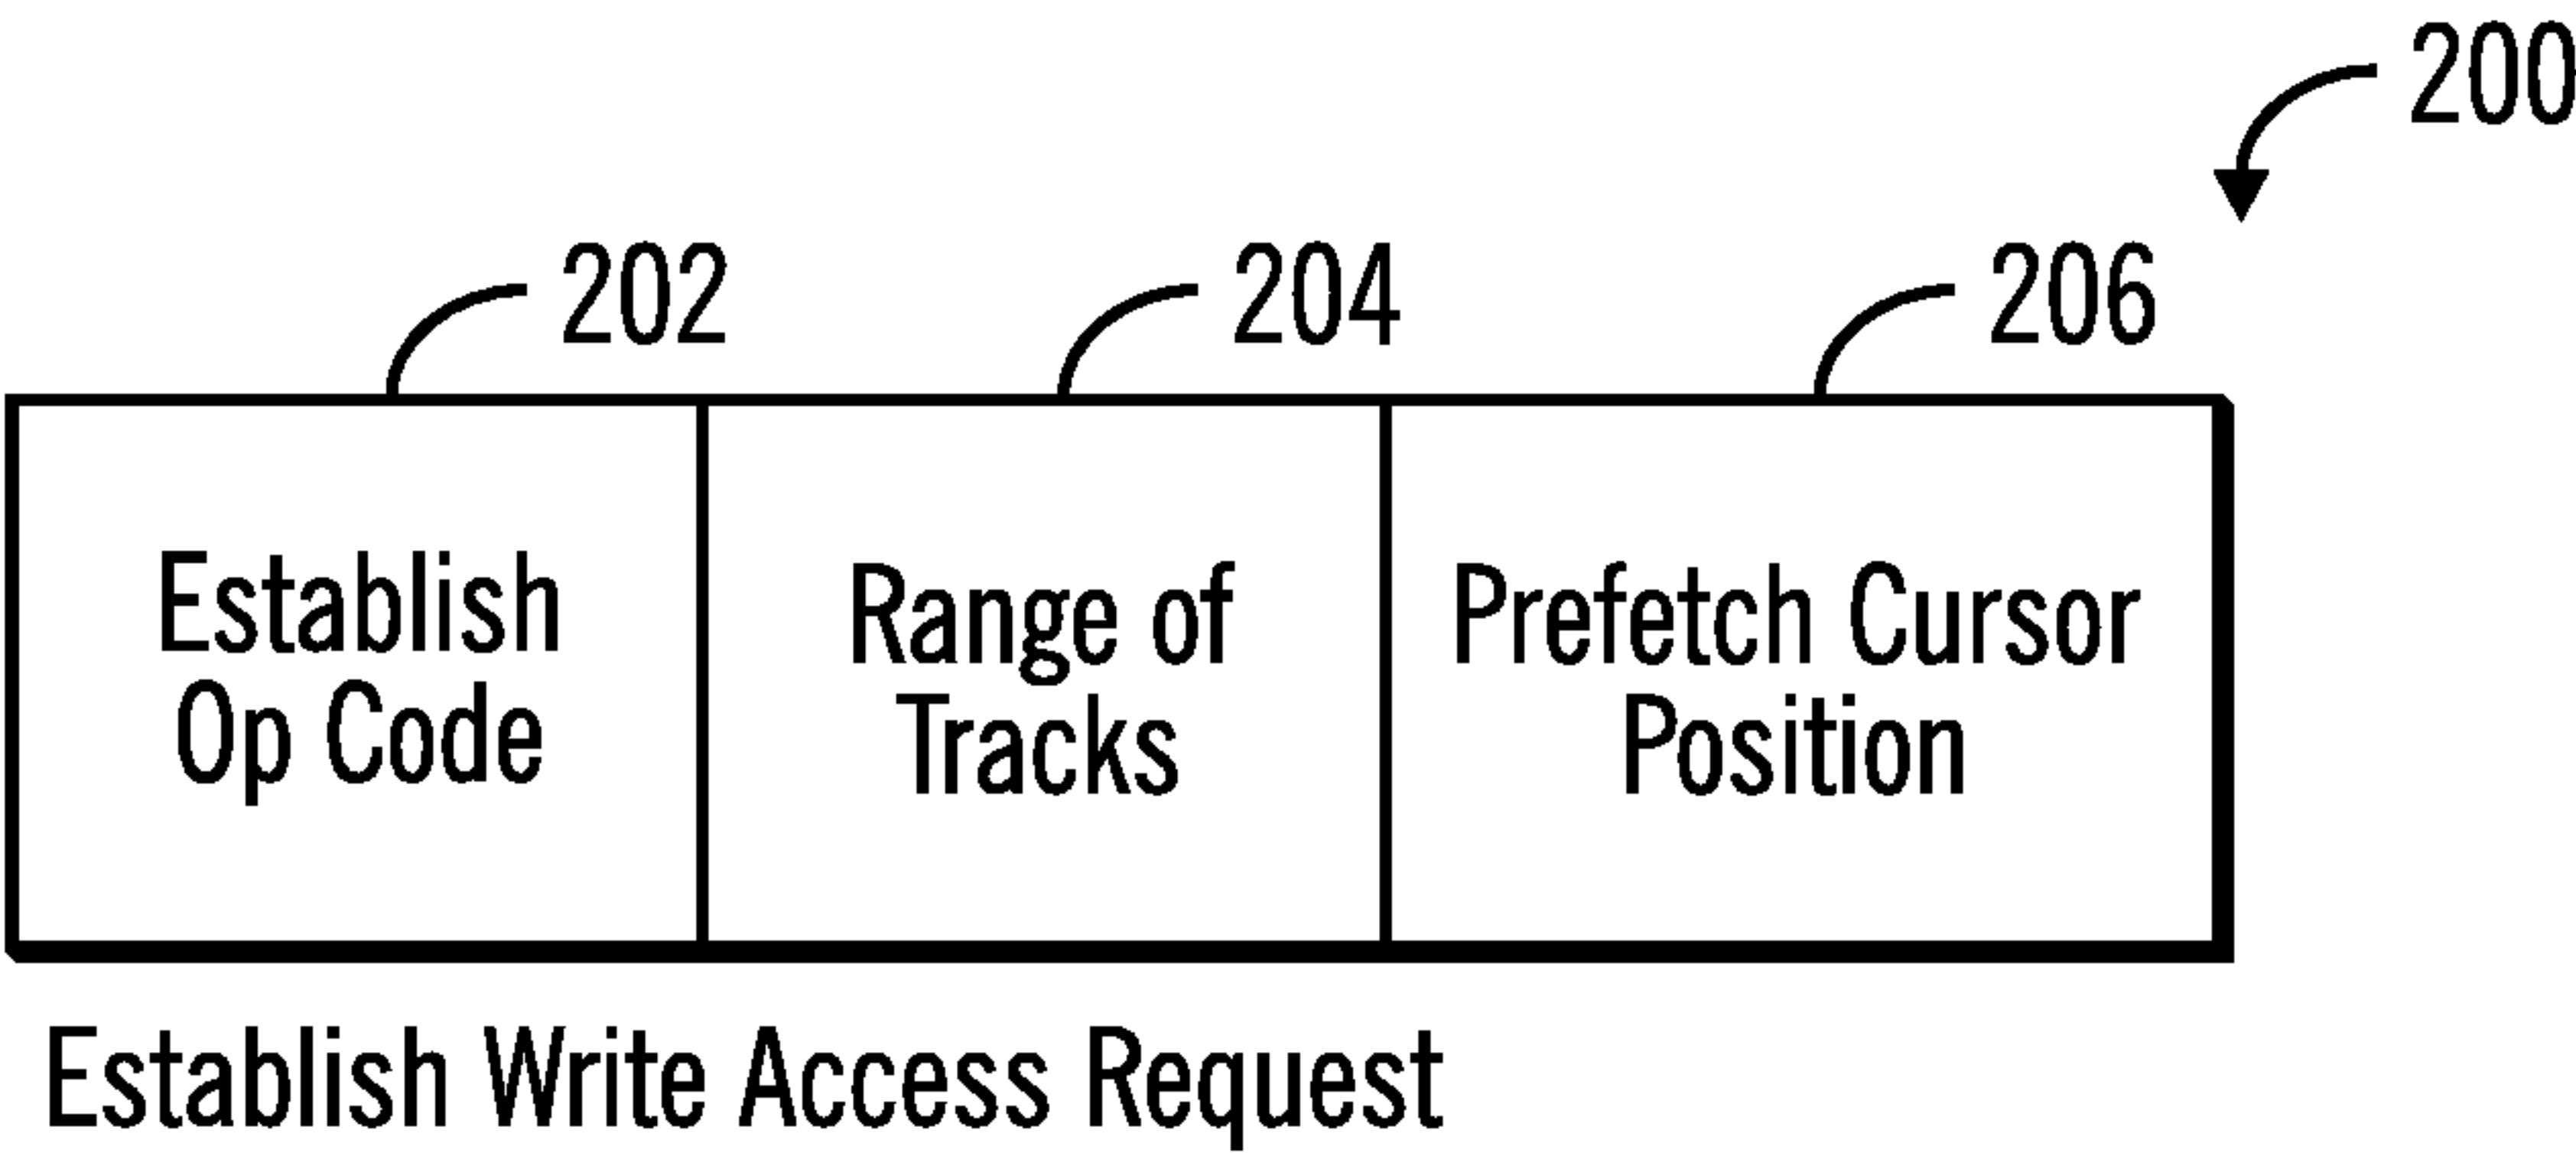 200
202
204
206
Establish
Op Code
Range of
Tracks
Prefetch Cursor
Position
Establish Write Access Request